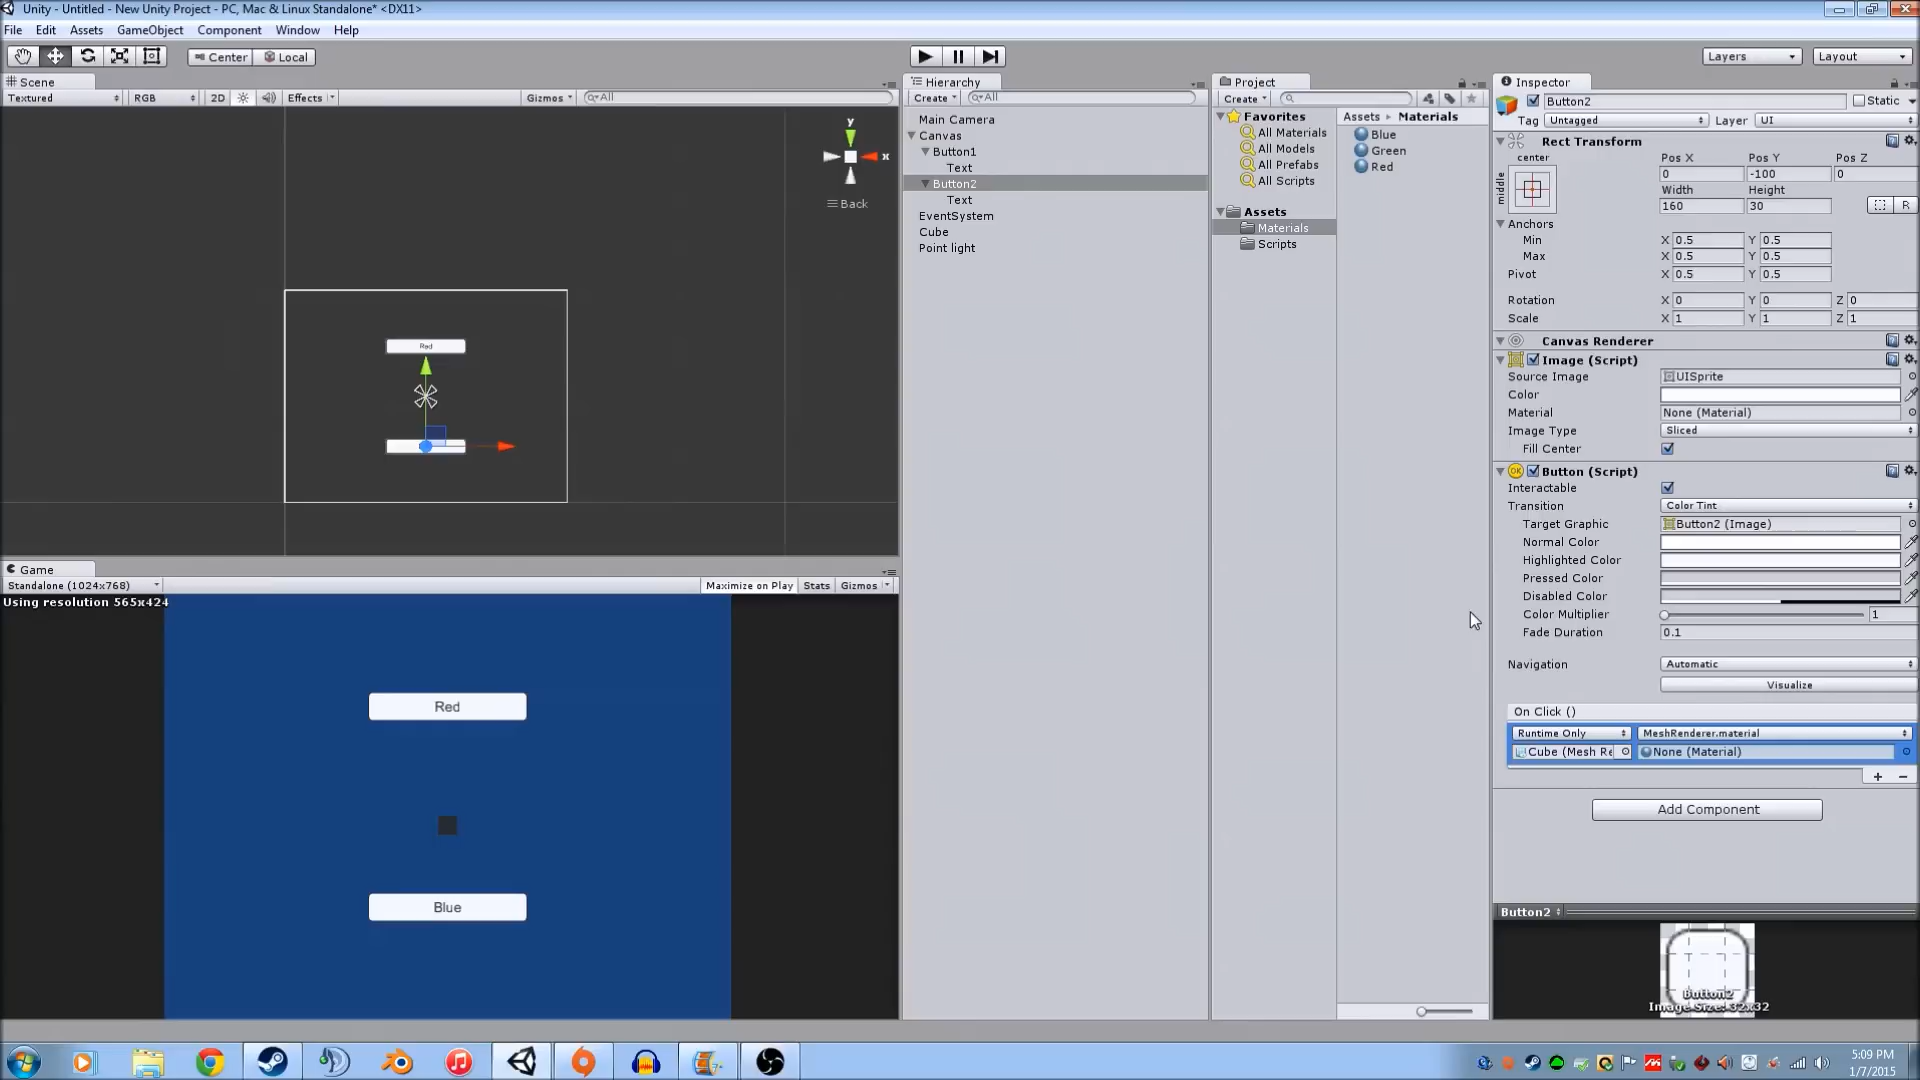 Unity - Untitled - New Unity Project - PC, Mac & Linux Standalone* <DX11>
File Edit Assets GameObject Component Window Help
Center Local
Layers Layout
Scene
Textured RGB 2D Effects Gizmos All
y
x
Back
Red
Game
Standalone (1024x768) Maximize on Play Stats Gizmos
Using resolution 565x424
Red
Blue
Hierarchy
Create All
Main Camera
Canvas
Button1
Text
Button2
Text
EventSystem
Cube
Point light
Project
Create
Favorites
All Materials
All Models
All Prefabs
All Scripts
Assets
Materials
Scripts
Assets Materials
Blue
Green
Red
Inspector
Button2 Static
Tag Untagged Layer UI
Rect Transform
center
middle
Pos X Pos Y Pos Z
0 -100 0
Width Height
160 30 R
Anchors
Min X 0.5 Y 0.5
Max X 0.5 Y 0.5
Pivot X 0.5 Y 0.5
Rotation X 0 Y 0 Z 0
Scale X 1 Y 1 Z 1
Canvas Renderer
Image (Script)
Source Image UISprite
Color
Material None (Material)
Image Type Sliced
Fill Center
OK Button (Script)
Interactable
Transition Color Tint
Target Graphic Button2 (Image)
Normal Color
Highlighted Color
Pressed Color
Disabled Color
Color Multiplier 1
Fade Duration 0.1
Navigation Automatic
Visualize
On Click ()
Runtime Only MeshRenderer.material
Cube (Mesh Re None (Material)
+ −
Add Component
Button2
Button2
Image Size: 32x32
5:09 PM
1/7/2015